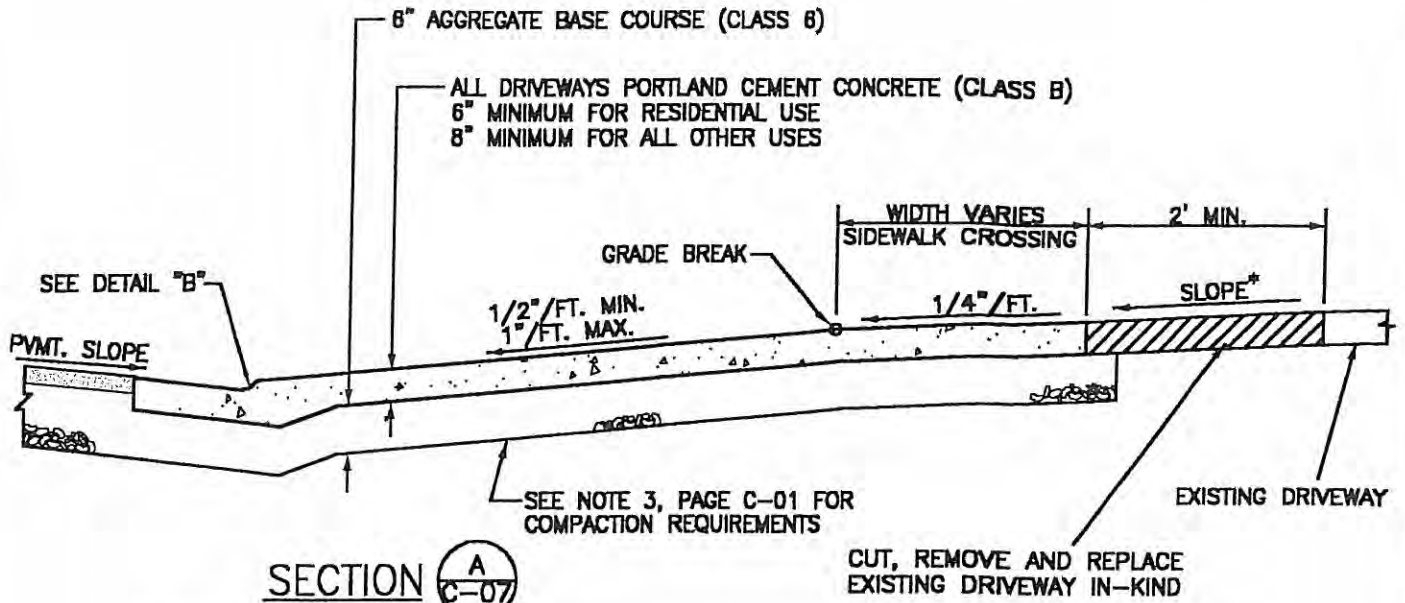 6" AGGREGATE BASE COURSE (CLASS 6)
ALL DRIVEWAYS PORTLAND CEMENT CONCRETE (CLASS B)
6" MINIMUM FOR RESIDENTIAL USE
8" MINIMUM FOR ALL OTHER USES
WIDTH VARIES
SIDEWALK CROSSING
2' MIN.
GRADE BREAK
SEE DETAIL "B"
1/2"/FT. MIN.
1"/FT. MAX.
1/4"/FT.
SLOPE*
PVMT. SLOPE
SEE NOTE 3, PAGE C-01 FOR
COMPACTION REQUIREMENTS
EXISTING DRIVEWAY
CUT, REMOVE AND REPLACE
EXISTING DRIVEWAY IN-KIND
SECTION
A
C-07